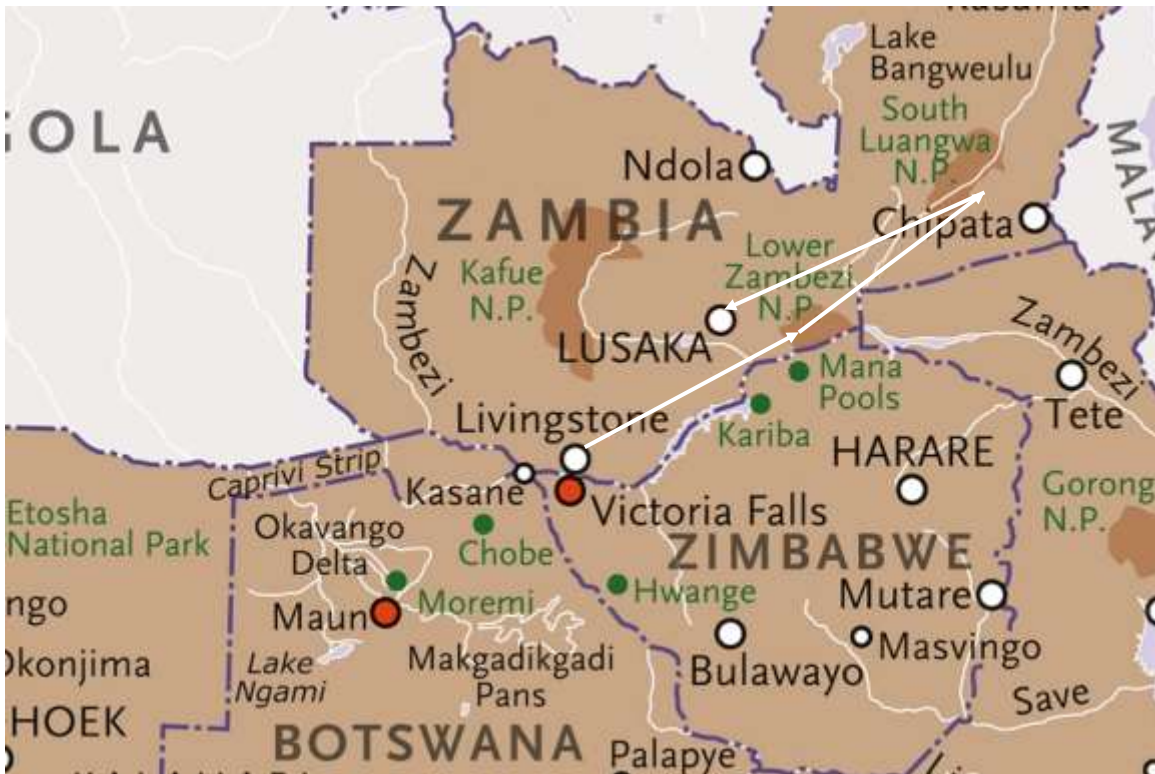 Kasama
Lake
Bangweulu
South
Luangwa
N.P.
GOLA
MALA
Ndola
ZAMBIA
Chipata
Lower
Zambezi
N.P.
Kafue
N.P.
Zambezi
LUSAKA
Zambezi
Mana
Pools
Tete
Livingstone
Kariba
HARARE
Caprivi Strip
Kasane
Victoria Falls
Gorong
N.P.
Etosha
National Park
Okavango
Delta
Chobe
ZIMBABWE
Moremi
Hwange
Mutare
ngo
Maun
Masvingo
Okonjima
Lake
Ngami
Makgadikgadi
Pans
Bulawayo
Save
HOEK
BOTSWANA
Palapye